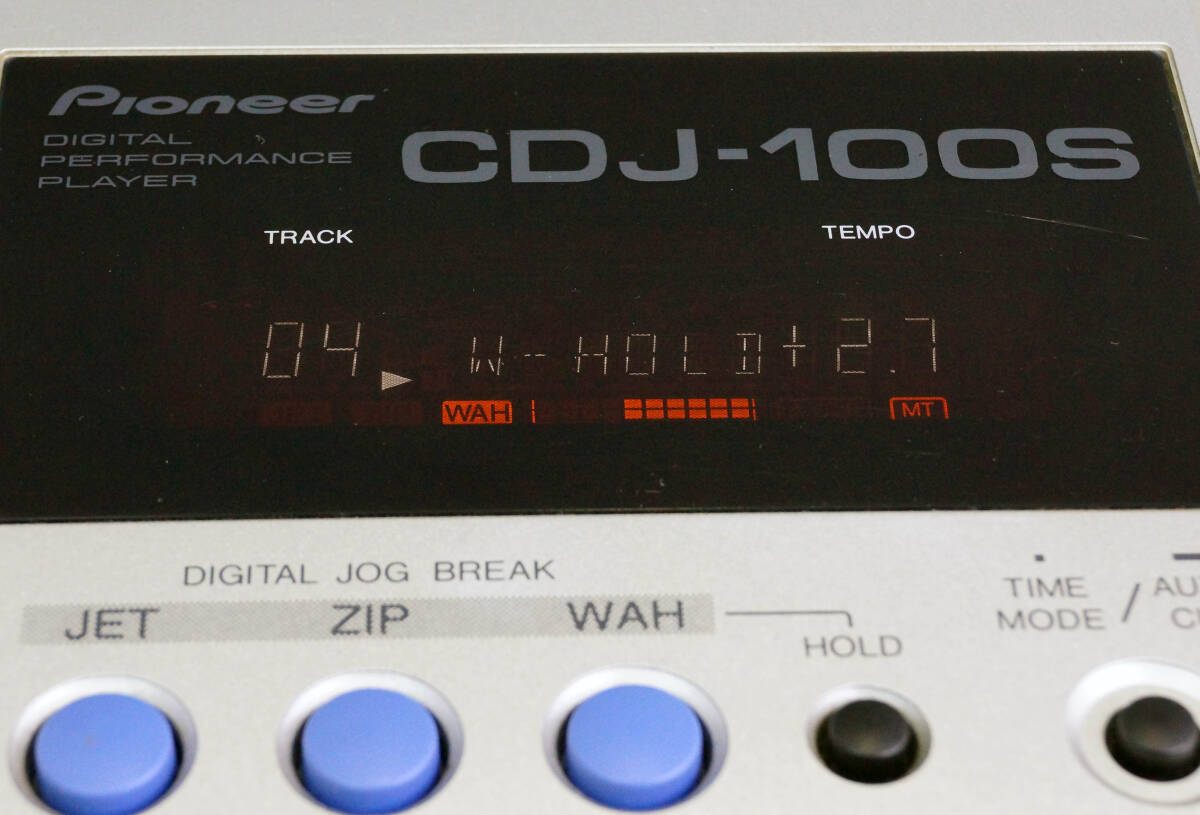 Pioneer
DIGITAL
PERFORMANCE
PLAYER
CDJ-100S
TRACK
TEMPO
04 W-HOLD +2.7
WAH
MT
DIGITAL JOG BREAK
JET ZIP WAH
HOLD
TIME
MODE /